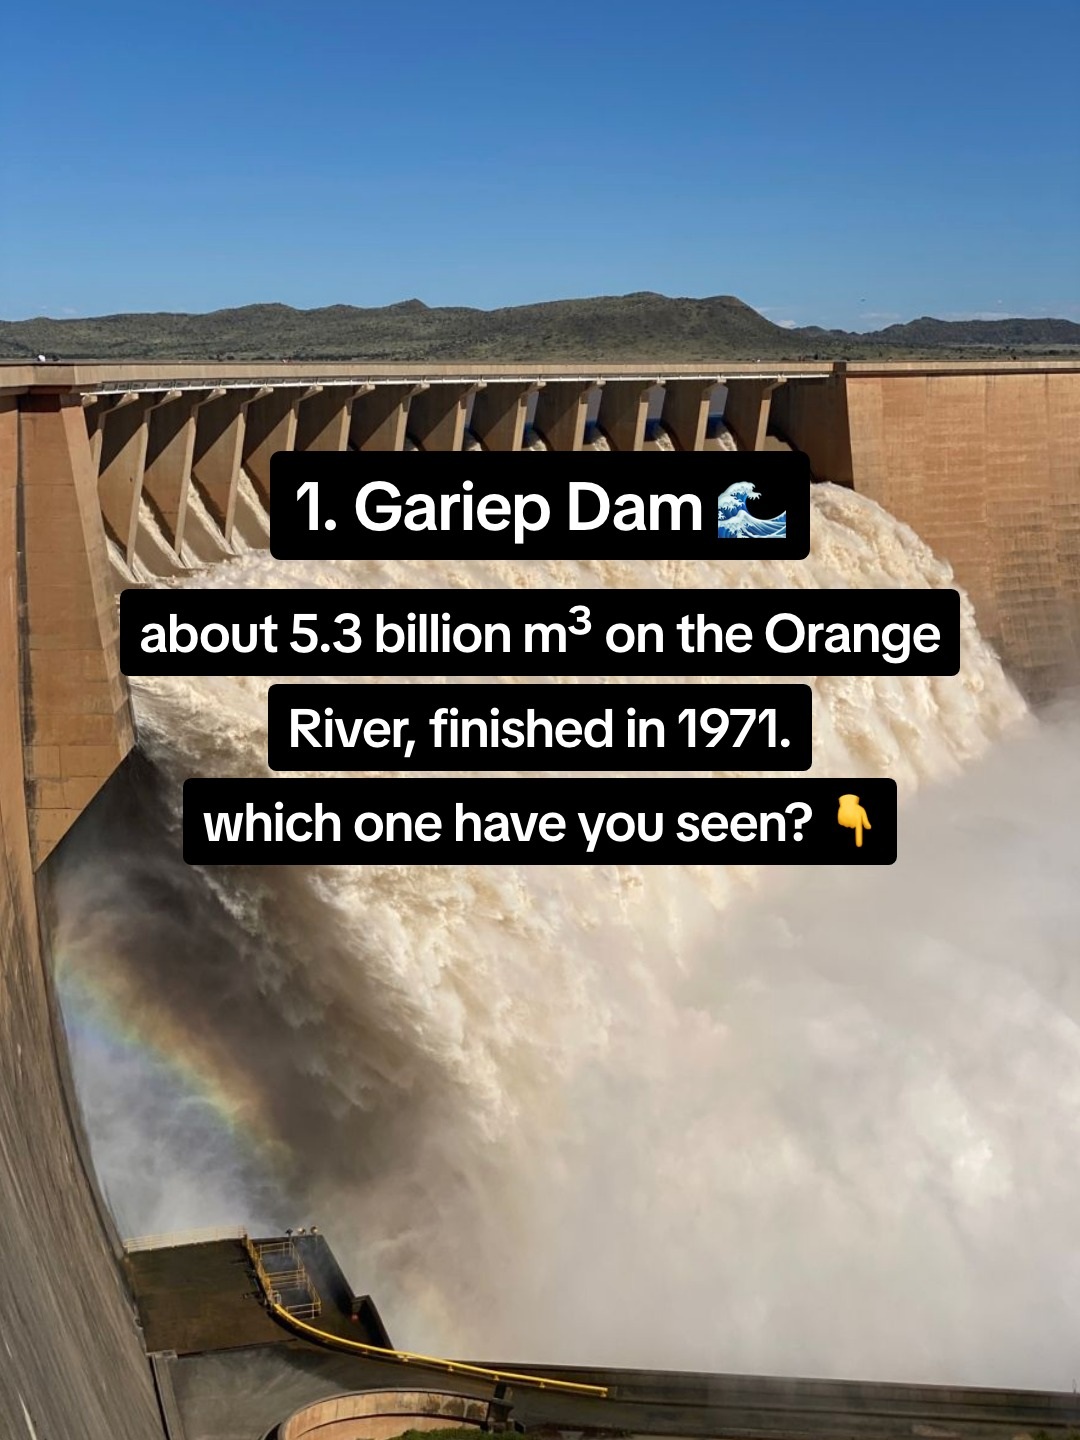 1. Gariep Dam 🌊
about 5.3 billion m³ on the Orange
River, finished in 1971.
which one have you seen? 👇